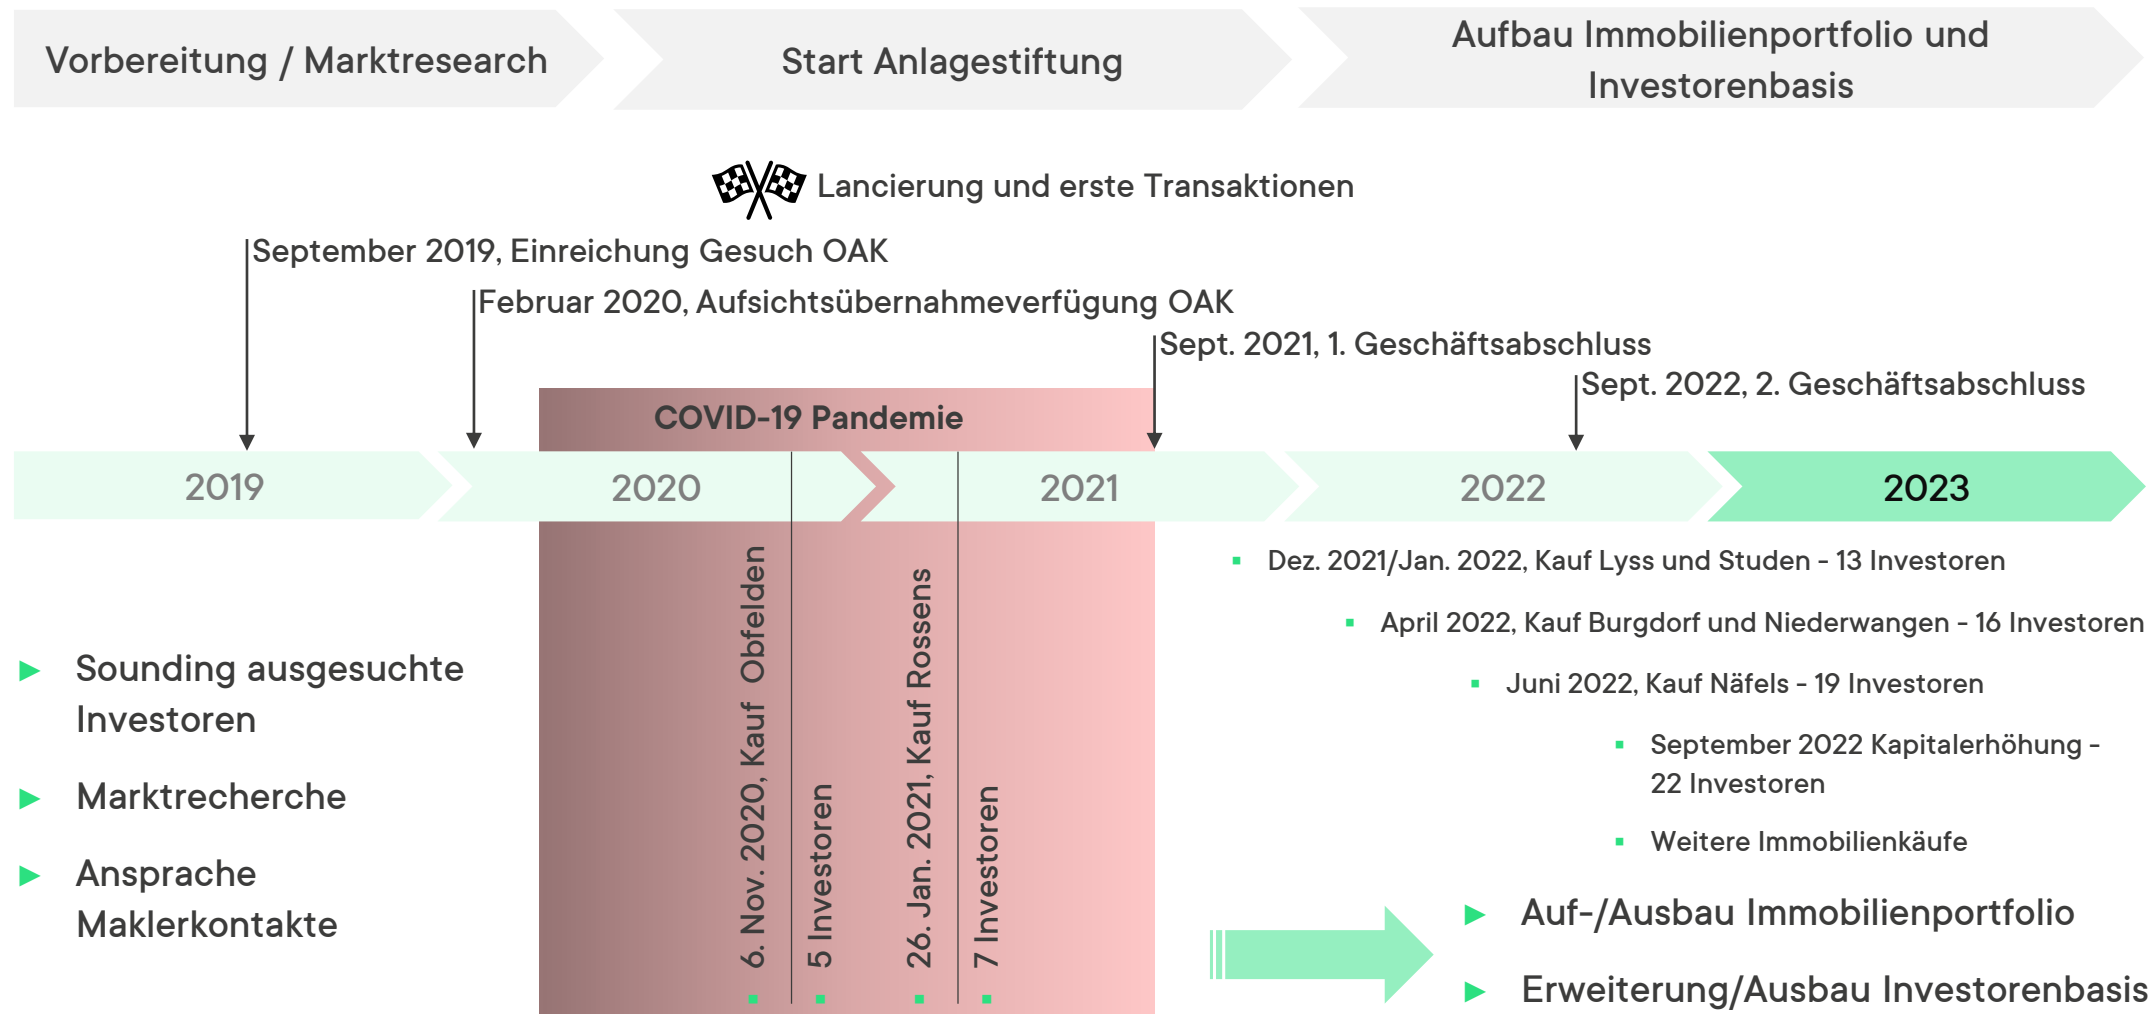 Vorbereitung / Marktresearch
Start Anlagestiftung
Aufbau Immobilienportfolio und
Investorenbasis
Lancierung und erste Transaktionen
September 2019, Einreichung Gesuch OAK
Februar 2020, Aufsichtsübernahmeverfügung OAK
Sept. 2021, 1. Geschäftsabschluss
Sept. 2022, 2. Geschäftsabschluss
COVID-19 Pandemie
2019
2020
2021
2022
2023
Sounding ausgesuchte
Investoren
Marktrecherche
Ansprache
Maklerkontakte
6. Nov. 2020, Kauf Obfelden
5 Investoren
26. Jan. 2021, Kauf Rossens
7 Investoren
Dez. 2021/Jan. 2022, Kauf Lyss und Studen - 13 Investoren
April 2022, Kauf Burgdorf und Niederwangen - 16 Investoren
Juni 2022, Kauf Näfels - 19 Investoren
September 2022 Kapitalerhöhung -
22 Investoren
Weitere Immobilienkäufe
Auf-/Ausbau Immobilienportfolio
Erweiterung/Ausbau Investorenbasis